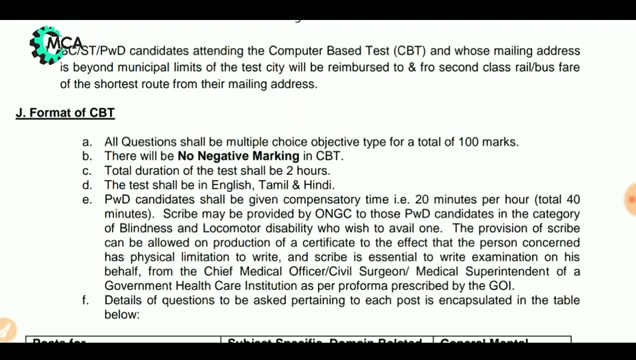 MCA
SC/ST/PwD candidates attending the Computer Based Test (CBT) and whose mailing address
is beyond municipal limits of the test city will be reimbursed to & fro second class rail/bus fare
of the shortest route from their mailing address.
J. Format of CBT
a. All Questions shall be multiple choice objective type for a total of 100 marks.
b. There will be No Negative Marking in CBT.
c. Total duration of the test shall be 2 hours.
d. The test shall be in English, Tamil & Hindi.
e. PwD candidates shall be given compensatory time i.e. 20 minutes per hour (total 40
minutes). Scribe may be provided by ONGC to those PwD candidates in the category
of Blindness and Locomotor disability who wish to avail one. The provision of scribe
can be allowed on production of a certificate to the effect that the person concerned
has physical limitation to write, and scribe is essential to write examination on his
behalf, from the Chief Medical Officer/Civil Surgeon/ Medical Superintendent of a
Government Health Care Institution as per proforma prescribed by the GOI.
f. Details of questions to be asked pertaining to each post is encapsulated in the table
below:
Posts for Subject Specific, Domain Related General Mental